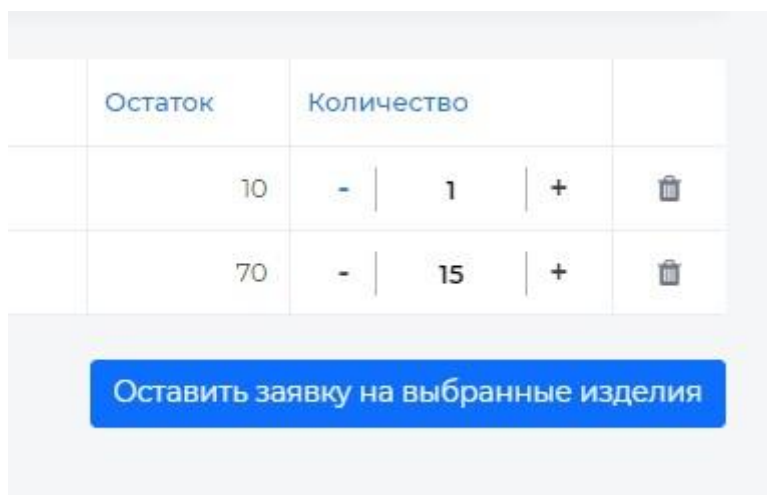 Остаток Количество
10 - 1 +
70 - 15 +
Оставить заявку на выбранные изделия